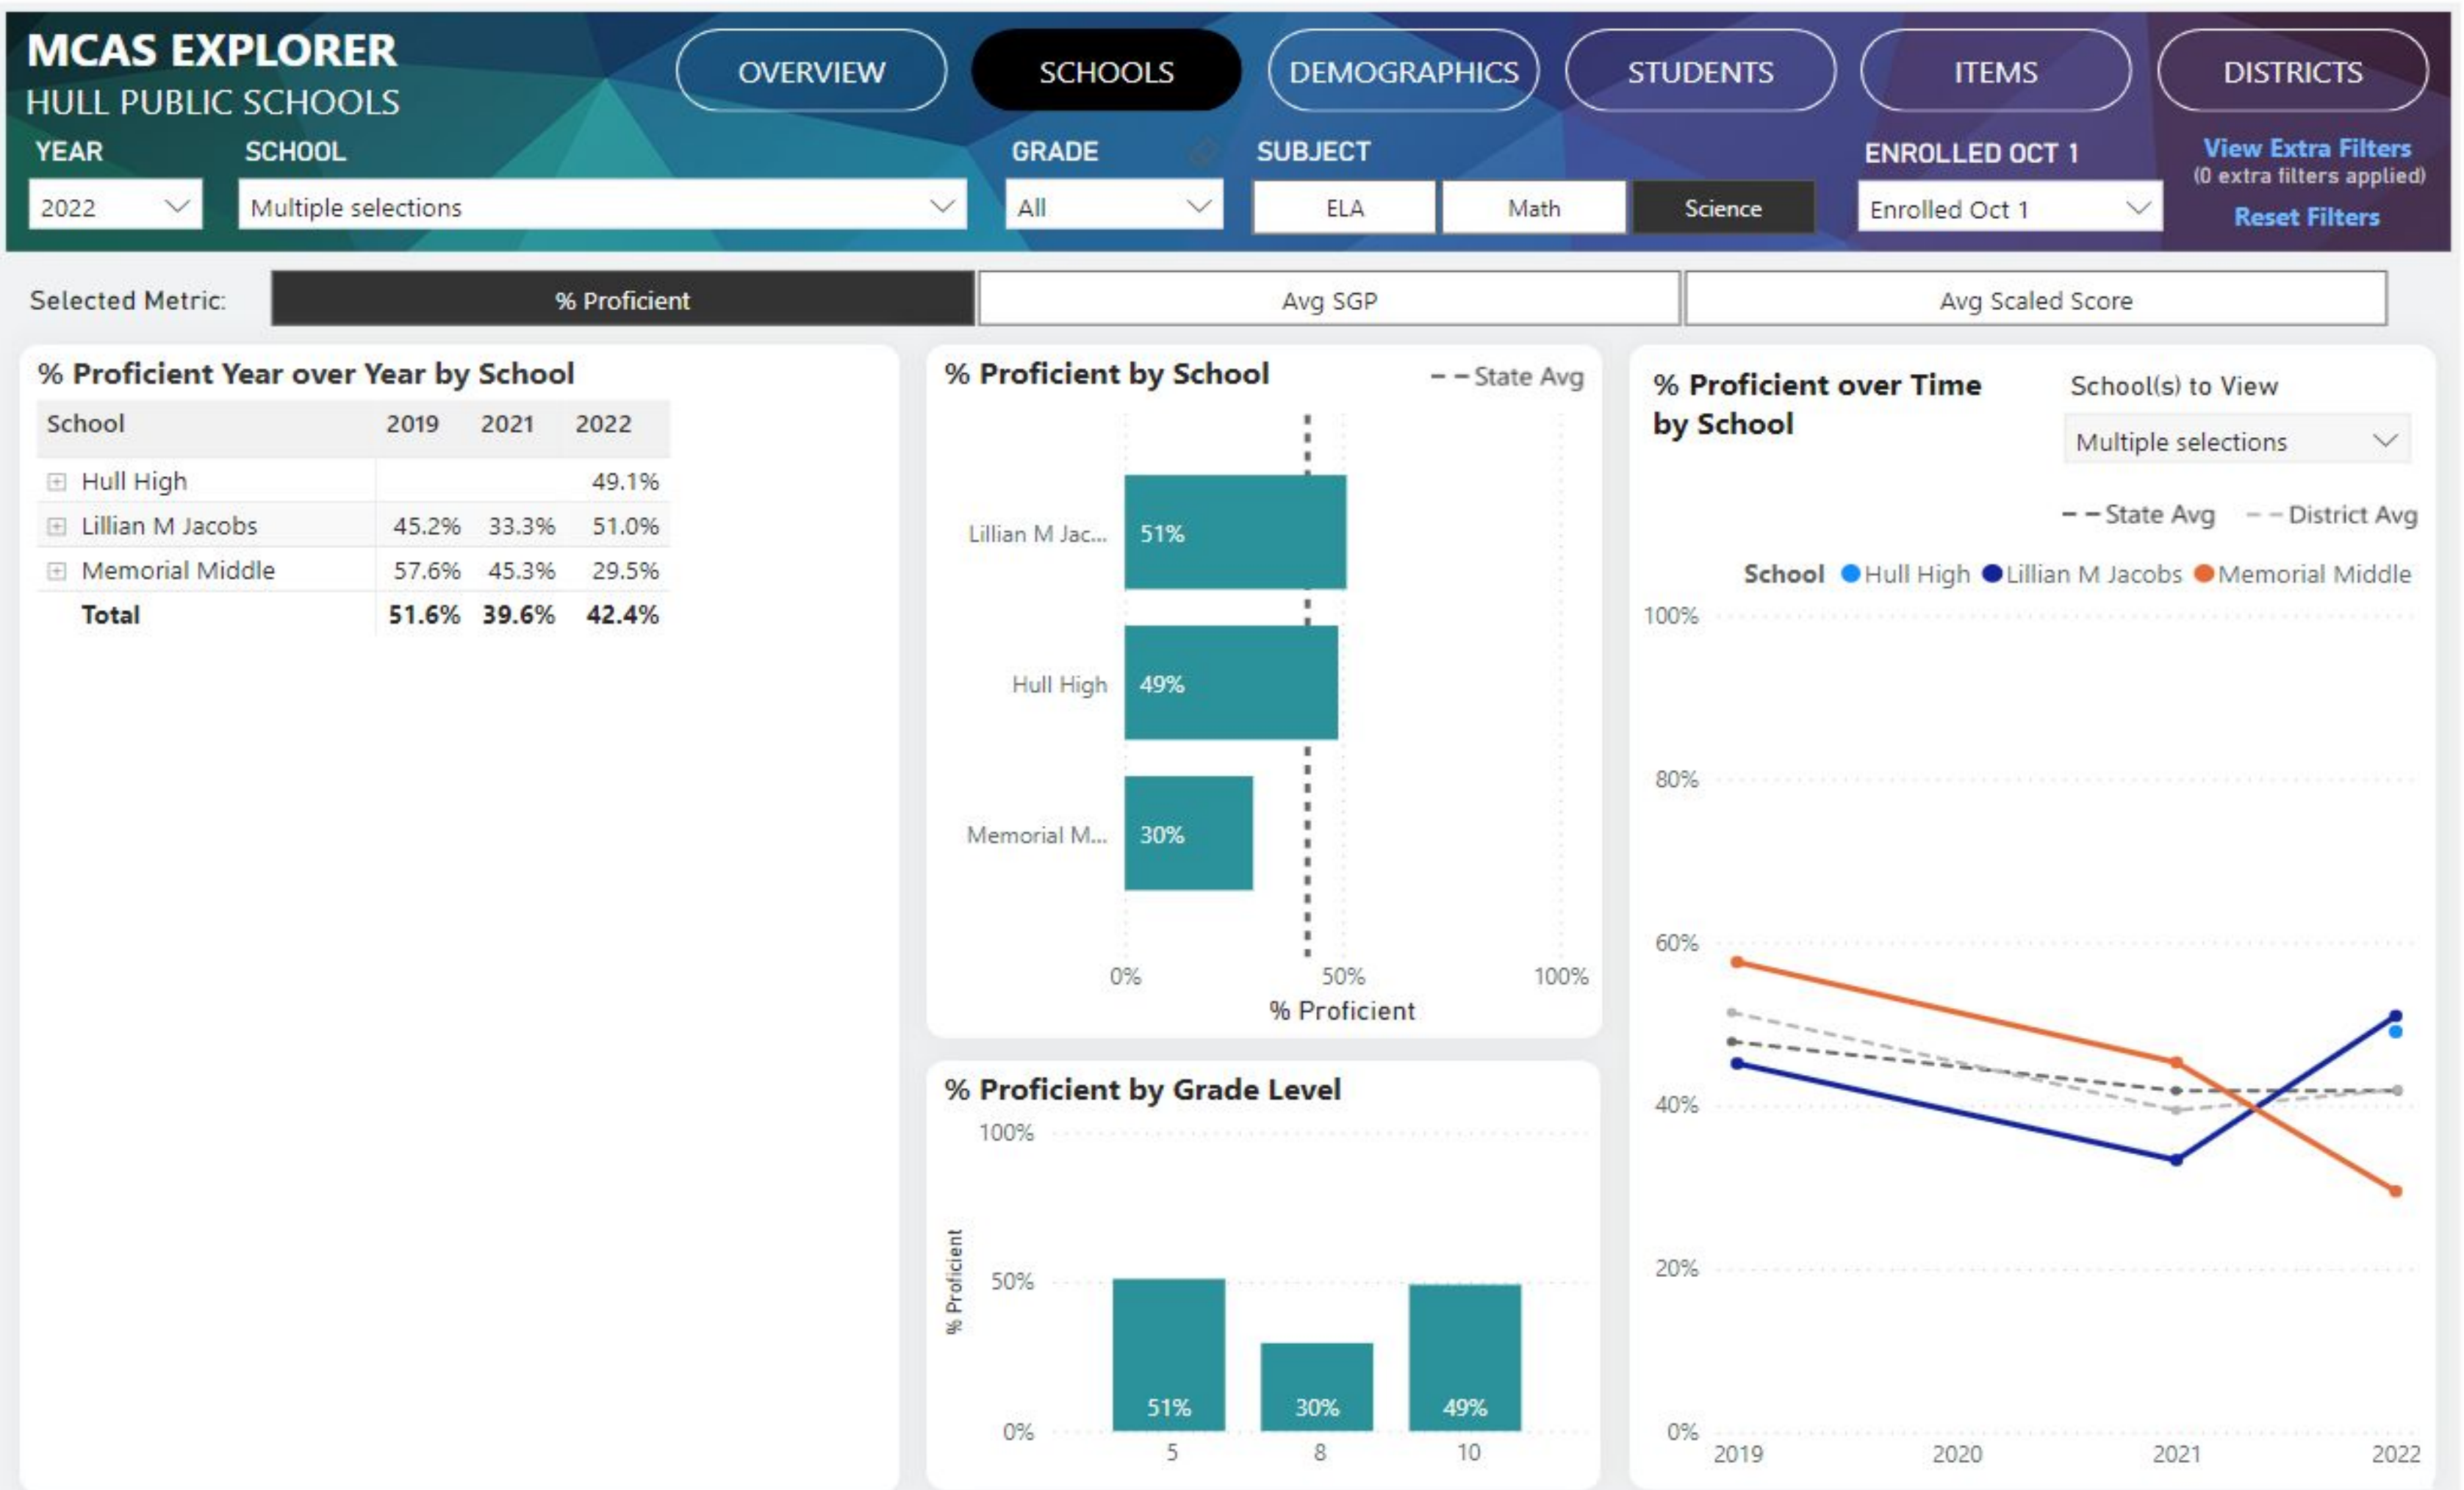 MCAS EXPLORER
HULL PUBLIC SCHOOLS
OVERVIEW SCHOOLS DEMOGRAPHICS STUDENTS ITEMS DISTRICTS
YEAR SCHOOL GRADE SUBJECT ENROLLED OCT 1 View Extra Filters
(0 extra filters applied)
2022 Multiple selections All ELA Math Science Enrolled Oct 1 Reset Filters
Selected Metric: % Proficient Avg SGP Avg Scaled Score
% Proficient Year over Year by School
School 2019 2021 2022
Hull High 49.1%
Lillian M Jacobs 45.2% 33.3% 51.0%
Memorial Middle 57.6% 45.3% 29.5%
Total 51.6% 39.6% 42.4%
% Proficient by School State Avg
Lillian M Jac... 51%
Hull High 49%
Memorial M... 30%
0% 50% 100%
% Proficient
% Proficient by Grade Level
100%
50%
0%
% Proficient
51% 30% 49%
5 8 10
% Proficient over Time
by School
School(s) to View
Multiple selections
State Avg District Avg
School Hull High Lillian M Jacobs Memorial Middle
100%
80%
60%
40%
20%
0%
2019 2020 2021 2022